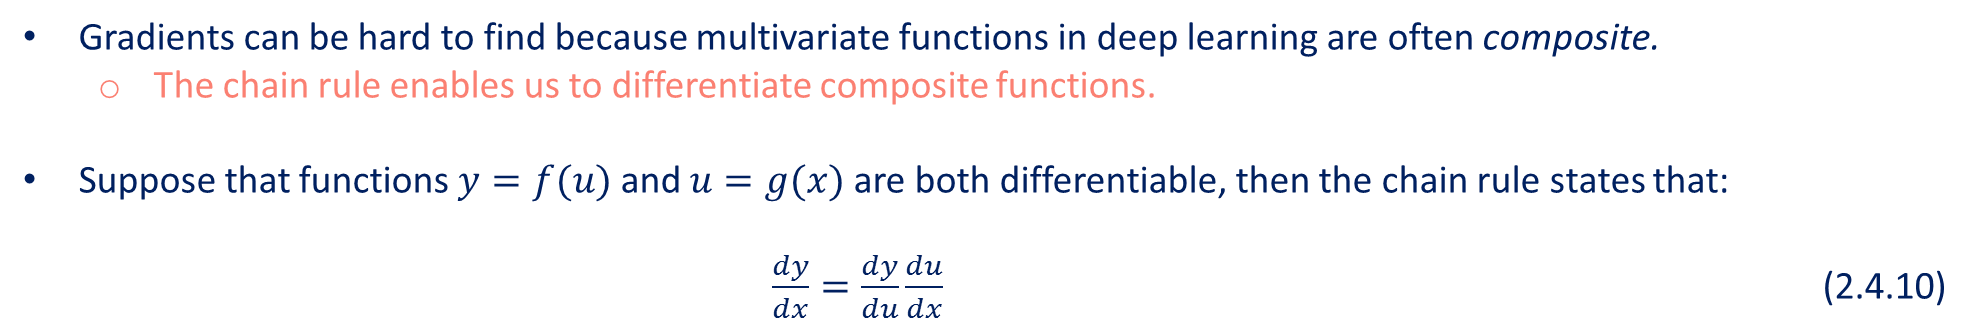 • Gradients can be hard to find because multivariate functions in deep learning are often composite.
○ The chain rule enables us to differentiate composite functions.
• Suppose that functions y = f(u) and u = g(x) are both differentiable, then the chain rule states that:
dy/dx = dy/du du/dx (2.4.10)